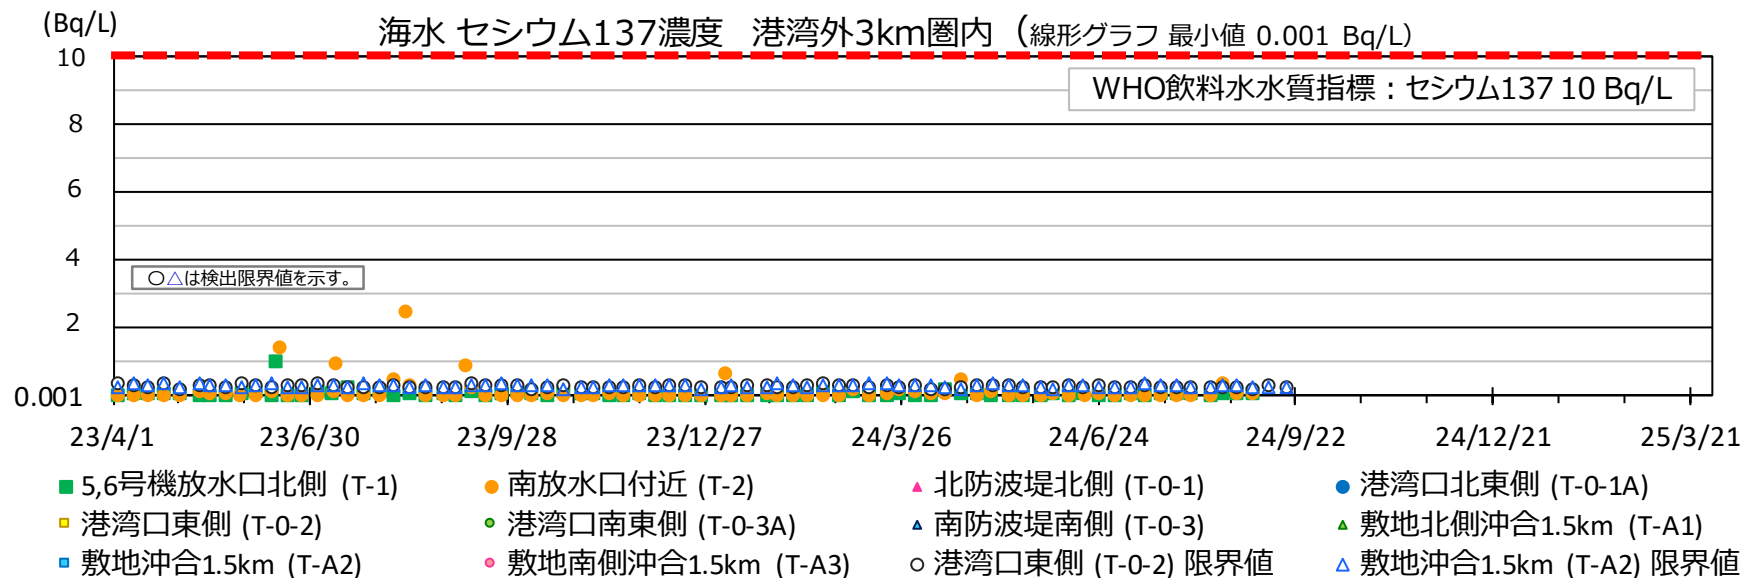 (Bq/L)
海水 セシウム137濃度 港湾外3km圏内 (線形グラフ 最小値 0.001 Bq/L)
10
WHO飲料水水質指標：セシウム137 10 Bq/L
8
6
4
○△は検出限界値を示す。
2
0.001
23/4/1 23/6/30 23/9/28 23/12/27 24/3/26 24/6/24 24/9/22 24/12/21 25/3/21
5,6号機放水口北側 (T-1) 南放水口付近 (T-2) 北防波堤北側 (T-0-1) 港湾口北東側 (T-0-1A)
港湾口東側 (T-0-2) 港湾口南東側 (T-0-3A) 南防波堤南側 (T-0-3) 敷地北側沖合1.5km (T-A1)
敷地沖合1.5km (T-A2) 敷地南側沖合1.5km (T-A3) 港湾口東側 (T-0-2) 限界値 敷地沖合1.5km (T-A2) 限界値